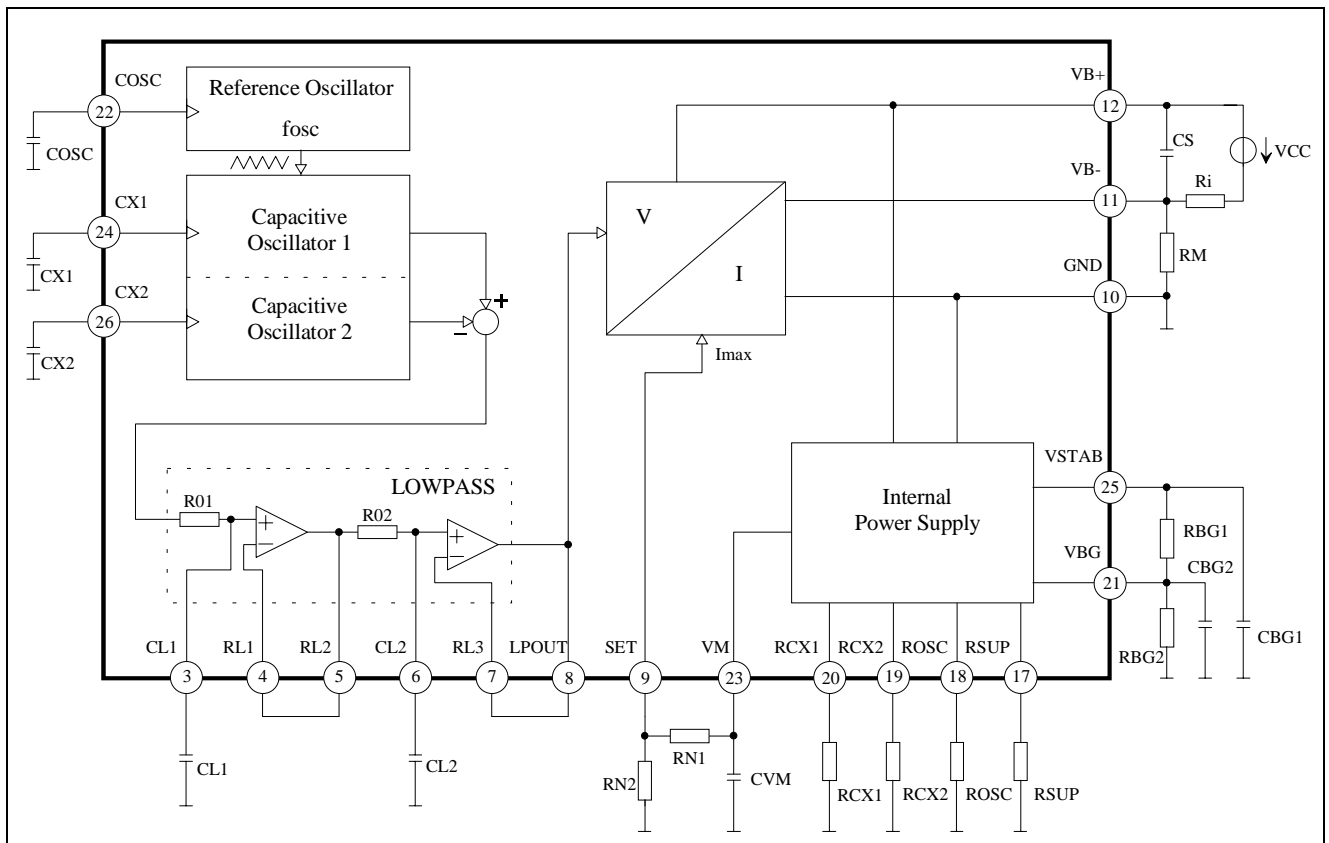 COSC
22
COSC
Reference Oscillator
fosc
CX1
24
CX1
CX2
26
CX2
Capacitive
Oscillator 1
Capacitive
Oscillator 2
+
−
V
I
Imax
VB+
12
CS
VCC
VB-
11
Ri
RM
GND
10
LOWPASS
R01
+
−
R02
+
−
Internal
Power Supply
VSTAB
25
RBG1
VBG
21
CBG2
RBG2
CBG1
CL1
RL1
RL2
CL2
RL3
LPOUT
SET
VM
RCX1
RCX2
ROSC
RSUP
3
4
5
6
7
8
9
23
20
19
18
17
CL1
CL2
RN2
RN1
CVM
RCX1
RCX2
ROSC
RSUP